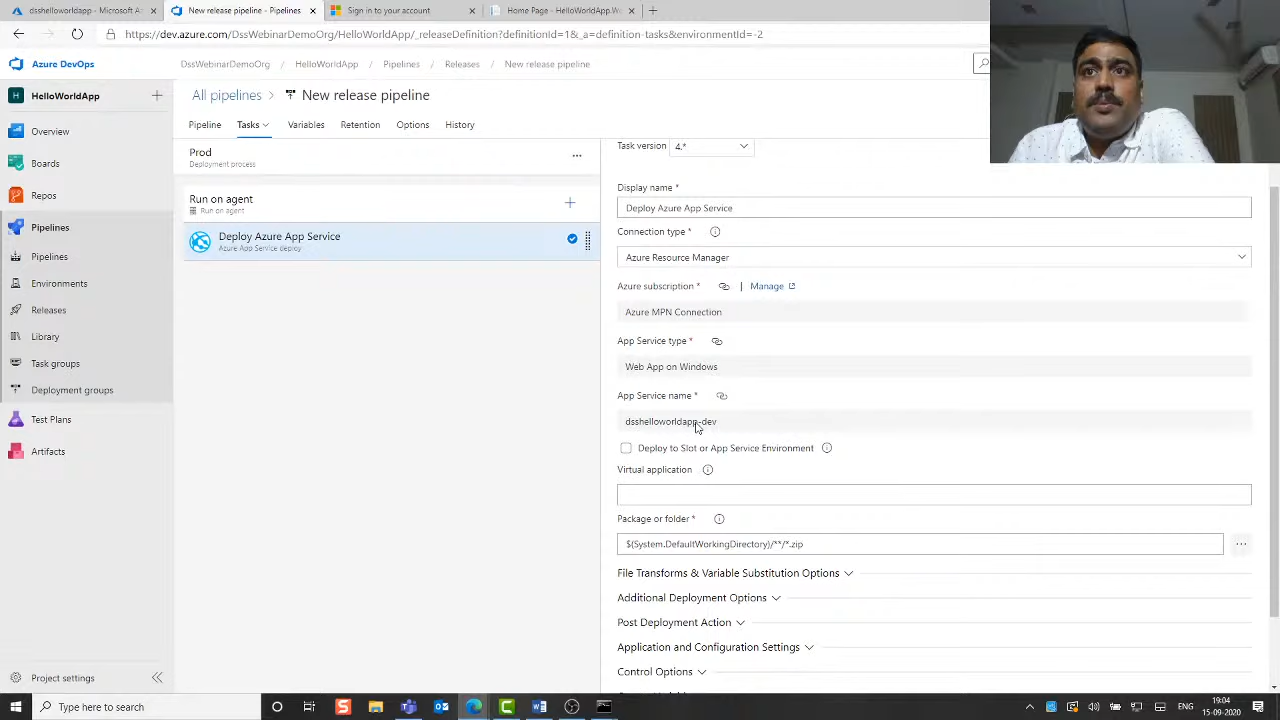 dsshelloworldapp - Microsoft A
New release pipeline - Pipelines
Sign in to your account
Home Page - HelloWorldApp.W
https://dev.azure.com/DssWebinarDemoOrg/HelloWorldApp/_releaseDefinition?definitionId=1&_a=definition-tasks&environmentId=-2
Azure DevOps
DssWebinarDemoOrg
HelloWorldApp
Pipelines
Releases
New release pipeline
HelloWorldApp
All pipelines
New release pipeline
Pipeline
Tasks
Variables
Retention
Options
History
Overview
Boards
Repos
Pipelines
Pipelines
Environments
Releases
Library
Task groups
Deployment groups
Test Plans
Artifacts
Project settings
Prod
Deployment process
Run on agent
Run on agent
Deploy Azure App Service
Azure App Service deploy
Task version
4.*
Display name *
Deploy Azure App Service
Connection type *
Azure Resource Manager
Azure subscription * | Manage
Azure MPN Connection
App Service type *
Web App on Windows
App Service name *
dsshelloworldapp-dev
Deploy to Slot or App Service Environment
Virtual application
Package or folder *
$(System.DefaultWorkingDirectory)/**/*.zip
File Transforms & Variable Substitution Options
Additional Deployment Options
Post Deployment Action
Application and Configuration Settings
Control Options
Type here to search
ENG
19:04
15-09-2020